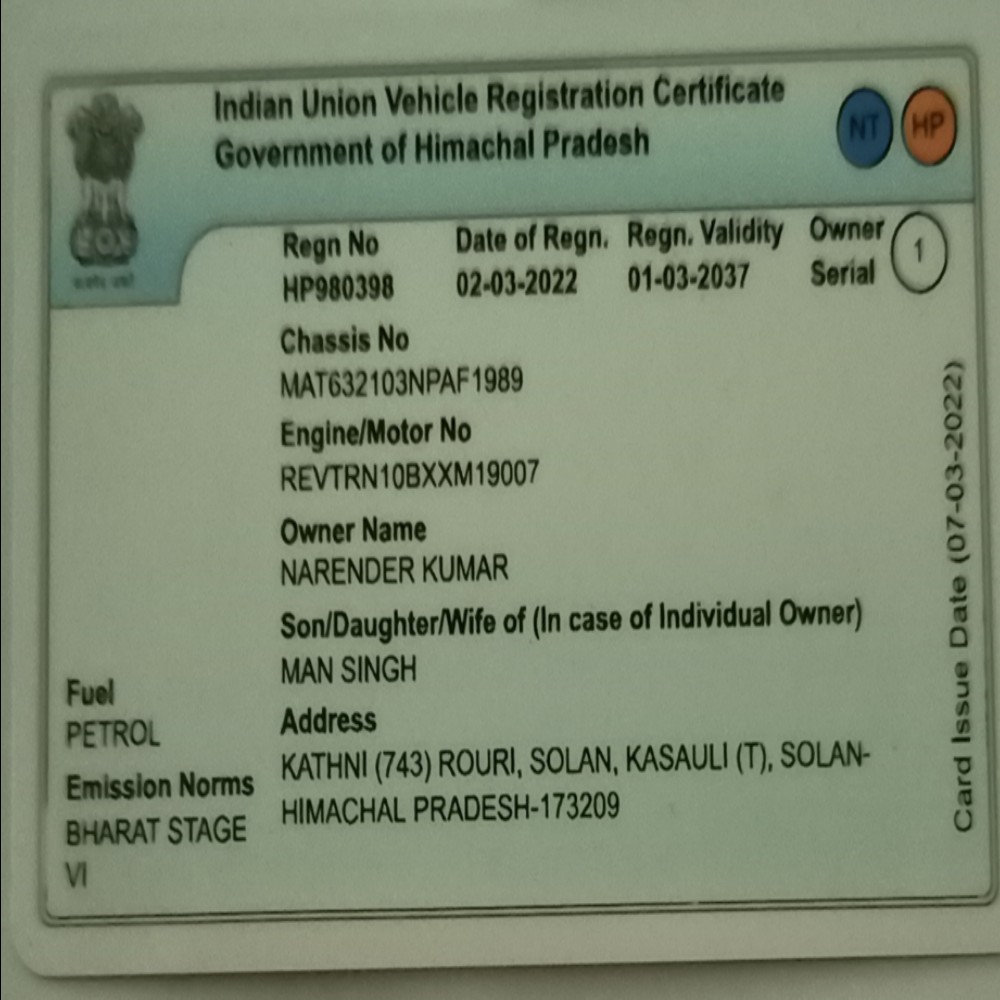 Indian Union Vehicle Registration Certificate
Government of Himachal Pradesh
NT HP
Regn No Date of Regn. Regn. Validity Owner Serial 1
HP980398 02-03-2022 01-03-2037
Chassis No
MAT632103NPAF1989
Engine/Motor No
REVTRN10BXXM19007
Owner Name
NARENDER KUMAR
Son/Daughter/Wife of (In case of Individual Owner)
MAN SINGH
Address
KATHNI (743) ROURI, SOLAN, KASAULI (T), SOLAN-
HIMACHAL PRADESH-173209
Fuel
PETROL
Emission Norms
BHARAT STAGE
VI
Card Issue Date (07-03-2022)